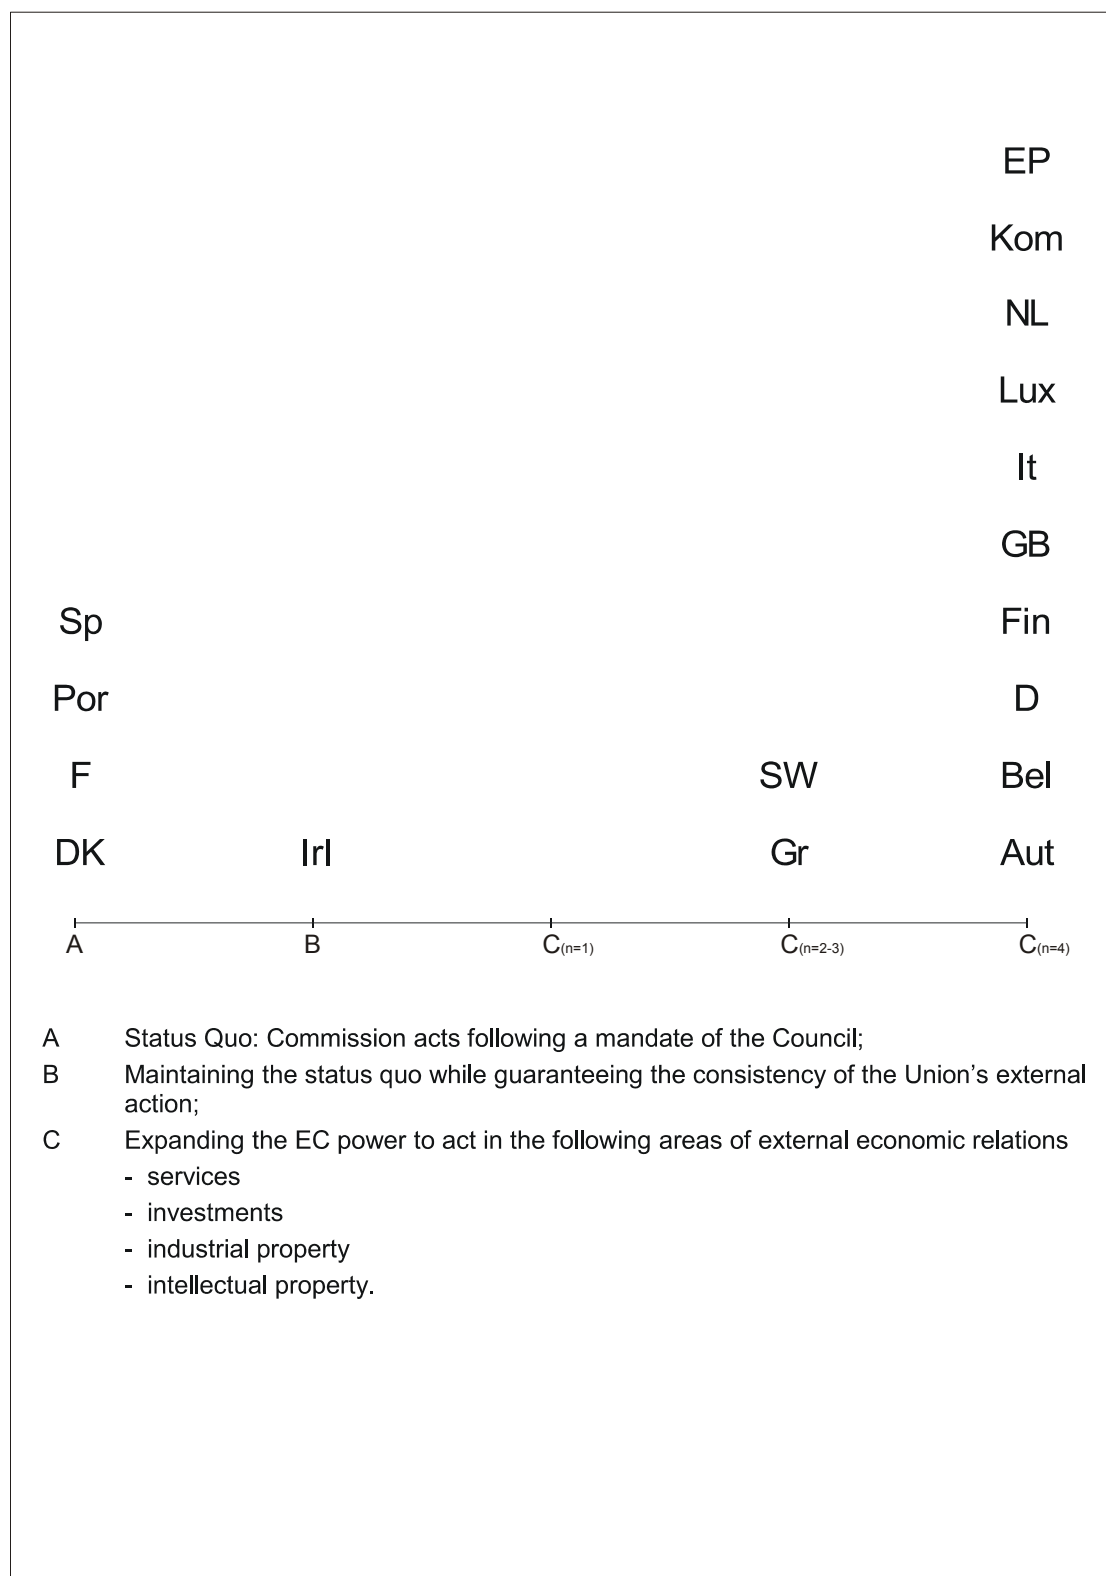 EP
Kom
NL
Lux
It
GB
Sp Fin
Por D
F SW Bel
DK Irl Gr Aut
A B C(n=1) C(n=2-3) C(n=4)
A Status Quo: Commission acts following a mandate of the Council;
B Maintaining the status quo while guaranteeing the consistency of the Union's external
action;
C Expanding the EC power to act in the following areas of external economic relations
- services
- investments
- industrial property
- intellectual property.